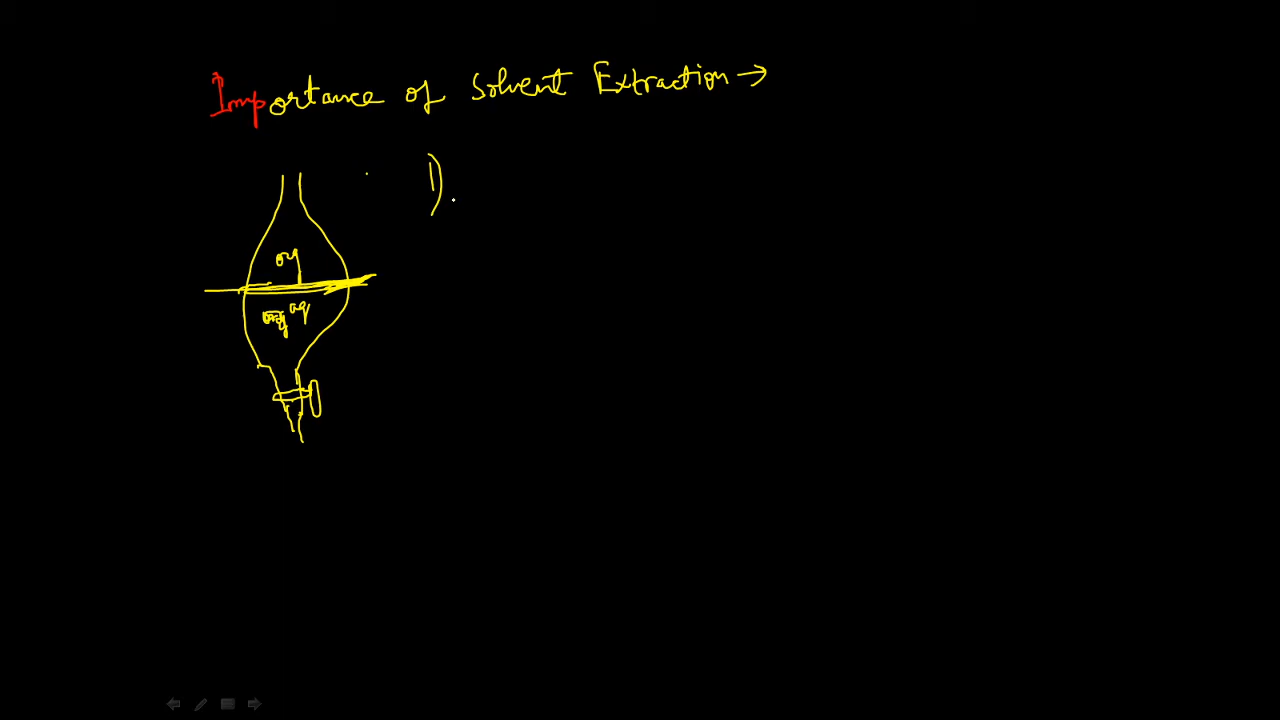 Importance of Solvent Extraction →
1)
org
aq